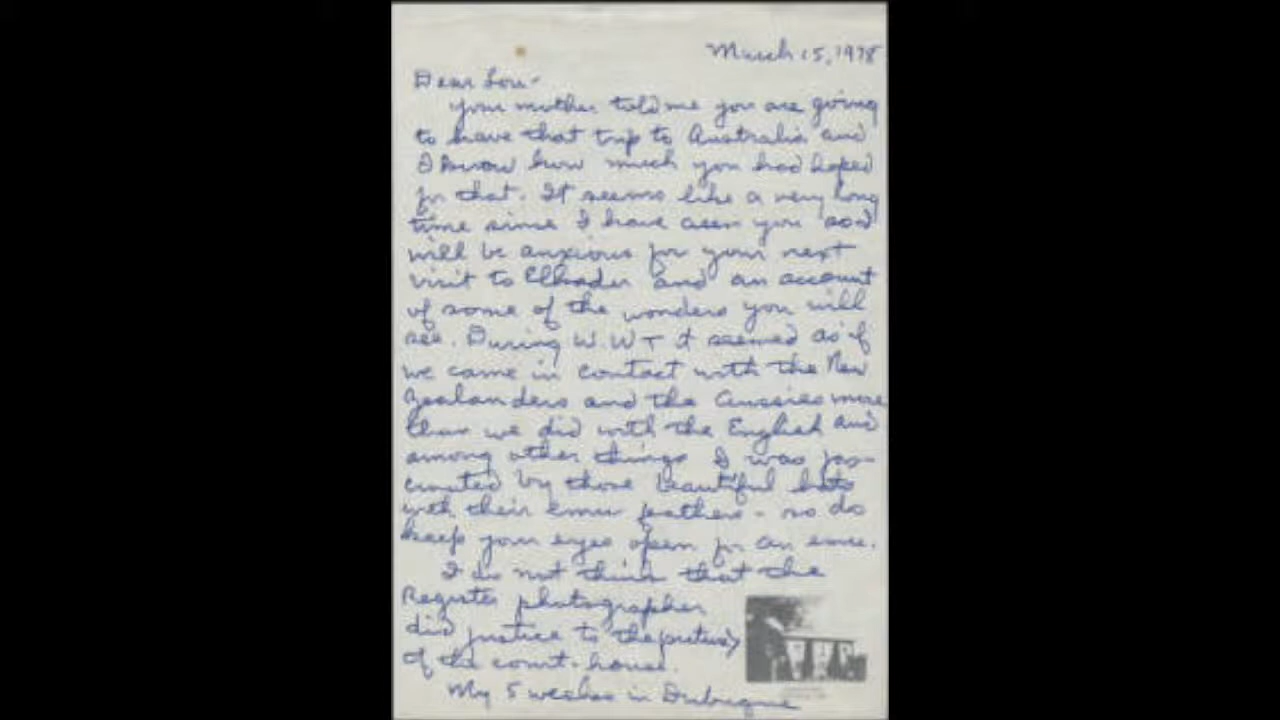 March 15, 1978
Dear Lou -
your mother told me you are going
to have that trip to Australia and
I know how much you had hoped
for that. It seems like a very long
time since I have seen you and
will be anxious for your next
visit to Elkader and an account
of some of the wonders you will
see. During W.W I it seemed as if
we came in contact with the New
Zealanders and the Aussies more
than we did with the English and
among other things I was fas-
cinated by those beautiful hats
with their emu feathers - so do
keep your eyes open for an emu.
I do not think that the
Register photographer
did justice to the picture
of the court-house.
My 5 weeks in Dubuque